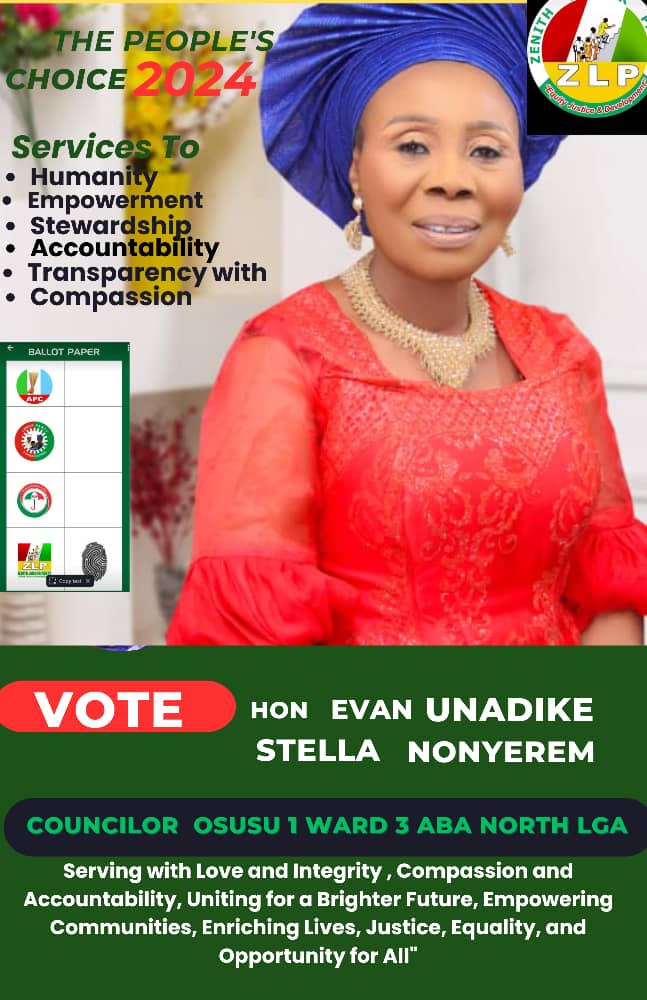 THE PEOPLE'S
CHOICE 2024
ZENITH
ZLP
"Equity Justice & Development"
Services To
• Humanity
• Empowerment
• Stewardship
• Accountability
• Transparency with
• Compassion
BALLOT PAPER
APC
ZLP
Copy text
VOTE
HON EVAN UNADIKE
STELLA NONYEREM
COUNCILOR OSUSU 1 WARD 3 ABA NORTH LGA
Serving with Love and Integrity , Compassion and
Accountability, Uniting for a Brighter Future, Empowering
Communities, Enriching Lives, Justice, Equality, and
Opportunity for All"